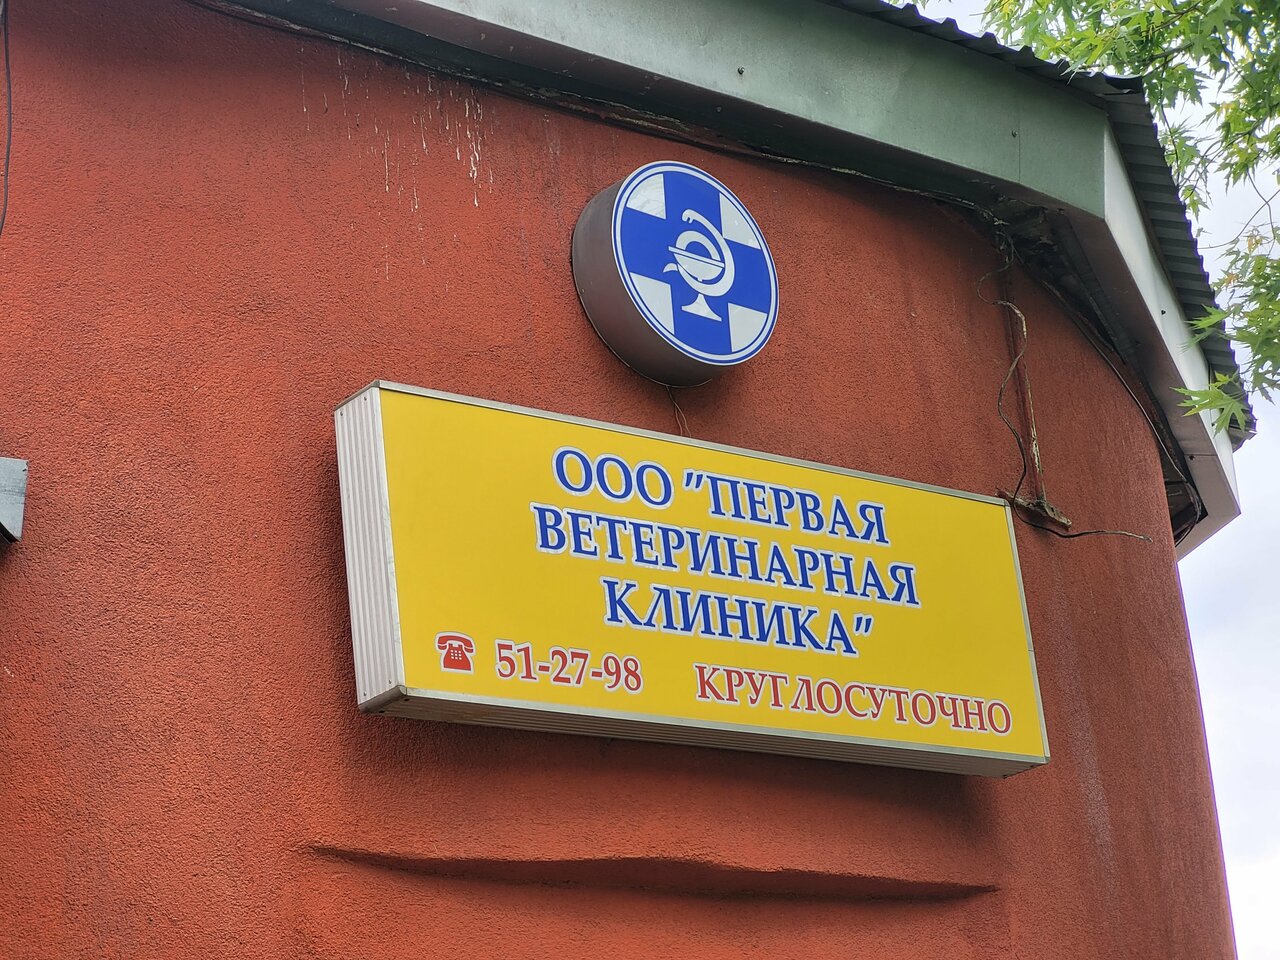 ООО "ПЕРВАЯ
ВЕТЕРИНАРНАЯ
КЛИНИКА"
51-27-98 КРУГЛОСУТОЧНО